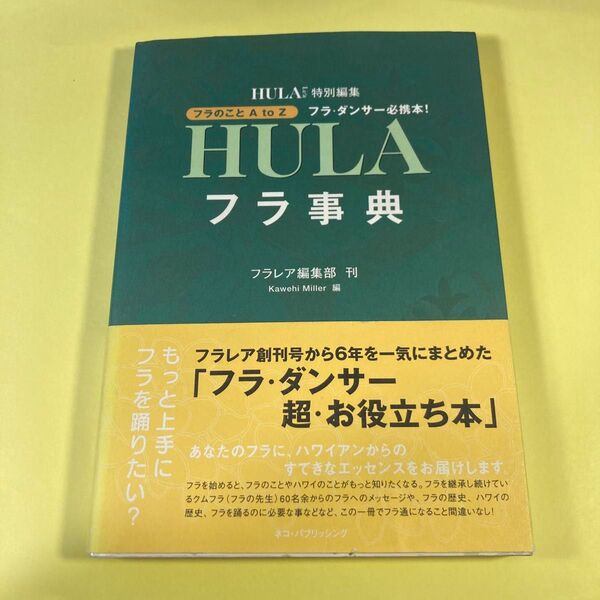 HULA Le'a 特別編集
フラのこと A to Z
フラ・ダンサー必携本!
HULA
フラ事典
フラレア編集部 刊
Kawehi Miller 編
もっと上手に
フラを踊りたい?
フラレア創刊号から6年を一気にまとめた
「フラ・ダンサー
超・お役立ち本」
あなたのフラに、ハワイアンからの
すてきなエッセンスをお届けします。
フラを始めると、フラのことやハワイのことがもっと知りたくなる。フラを継承し続けてい
るクムフラ(フラの先生)60名余からのフラへのメッセージや、フラの歴史、ハワイの
歴史、フラを踊るのに必要な事などなど、この一冊でフラ通になること間違いなし!
ネコ・パブリッシング